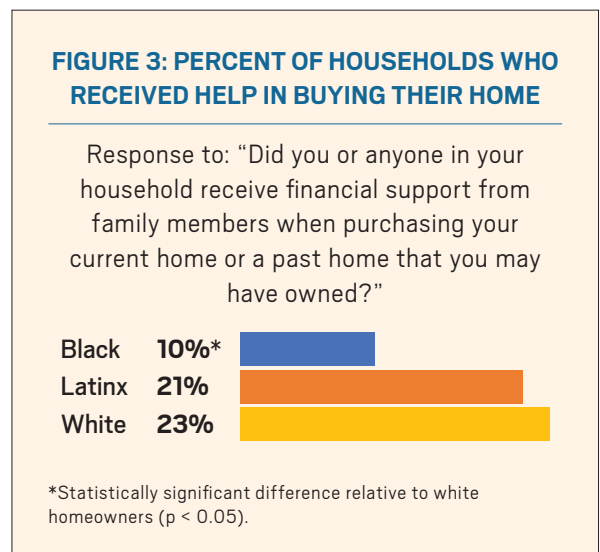 FIGURE 3: PERCENT OF HOUSEHOLDS WHO
RECEIVED HELP IN BUYING THEIR HOME
Response to: “Did you or anyone in your
household receive financial support from
family members when purchasing your
current home or a past home that you may
have owned?”
Black 10%*
Latinx 21%
White 23%
*Statistically significant difference relative to white
homeowners (p < 0.05).